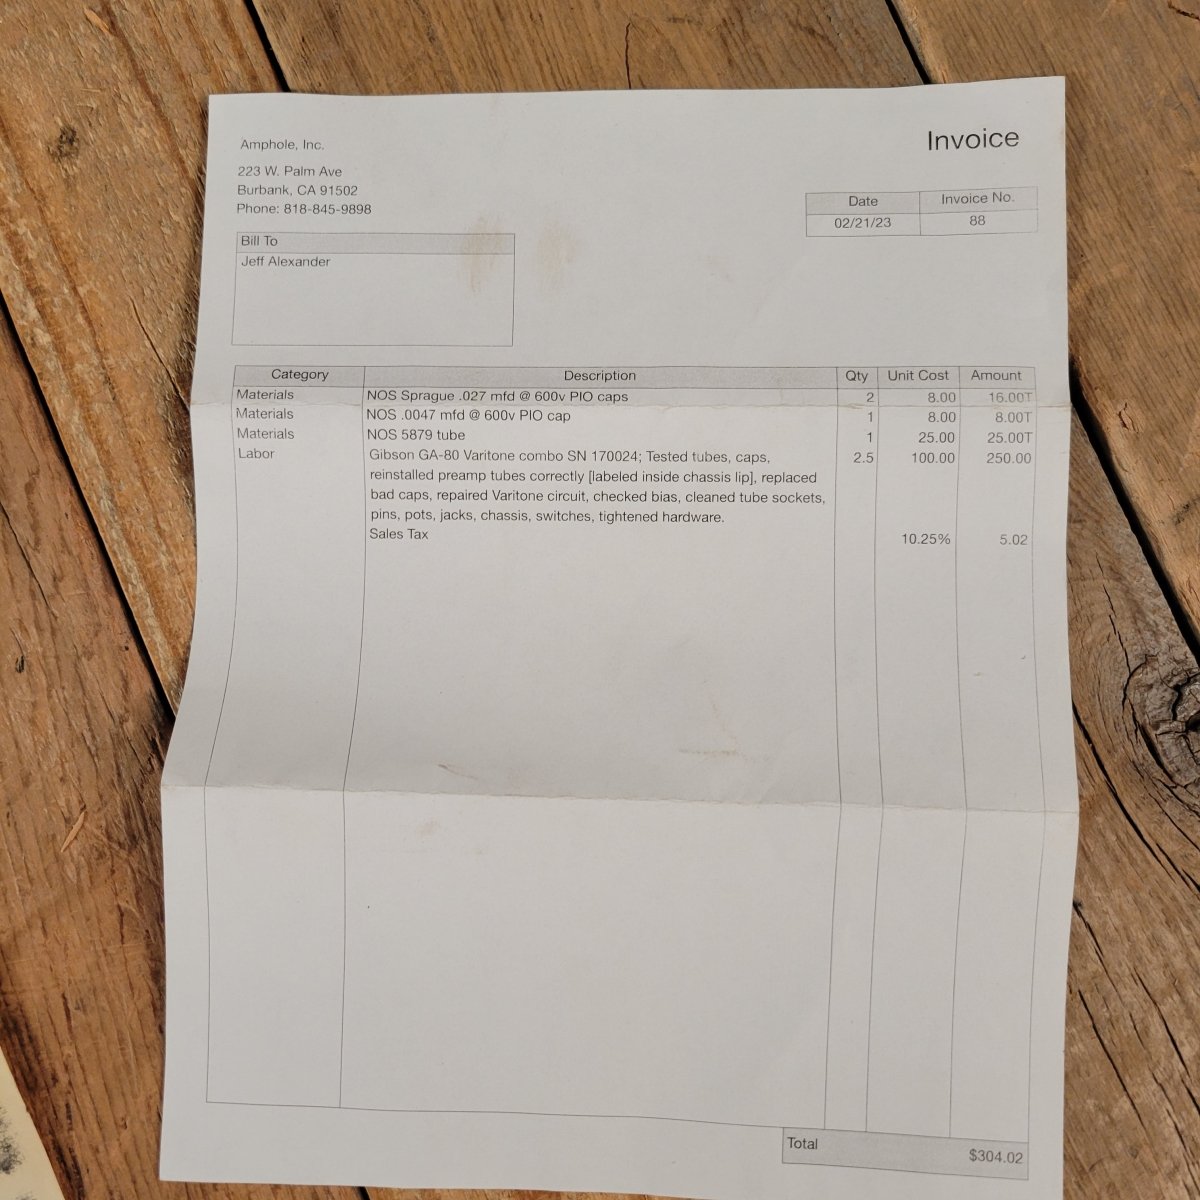 Amphole, Inc.
Invoice
223 W. Palm Ave
Burbank, CA 91502
Phone: 818-845-9898
Date Invoice No.
02/21/23 88
Bill To
Jeff Alexander
Category Description Qty Unit Cost Amount
Materials NOS Sprague .027 mfd @ 600v PIO caps 2 8.00 16.00T
Materials NOS .0047 mfd @ 600v PIO cap 1 8.00 8.00T
Materials NOS 5879 tube 1 25.00 25.00T
Labor Gibson GA-80 Varitone combo SN 170024; Tested tubes, caps, 2.5 100.00 250.00
reinstalled preamp tubes correctly [labeled inside chassis lip], replaced
bad caps, repaired Varitone circuit, checked bias, cleaned tube sockets,
pins, pots, jacks, chassis, switches, tightened hardware.
Sales Tax 10.25% 5.02
Total $304.02